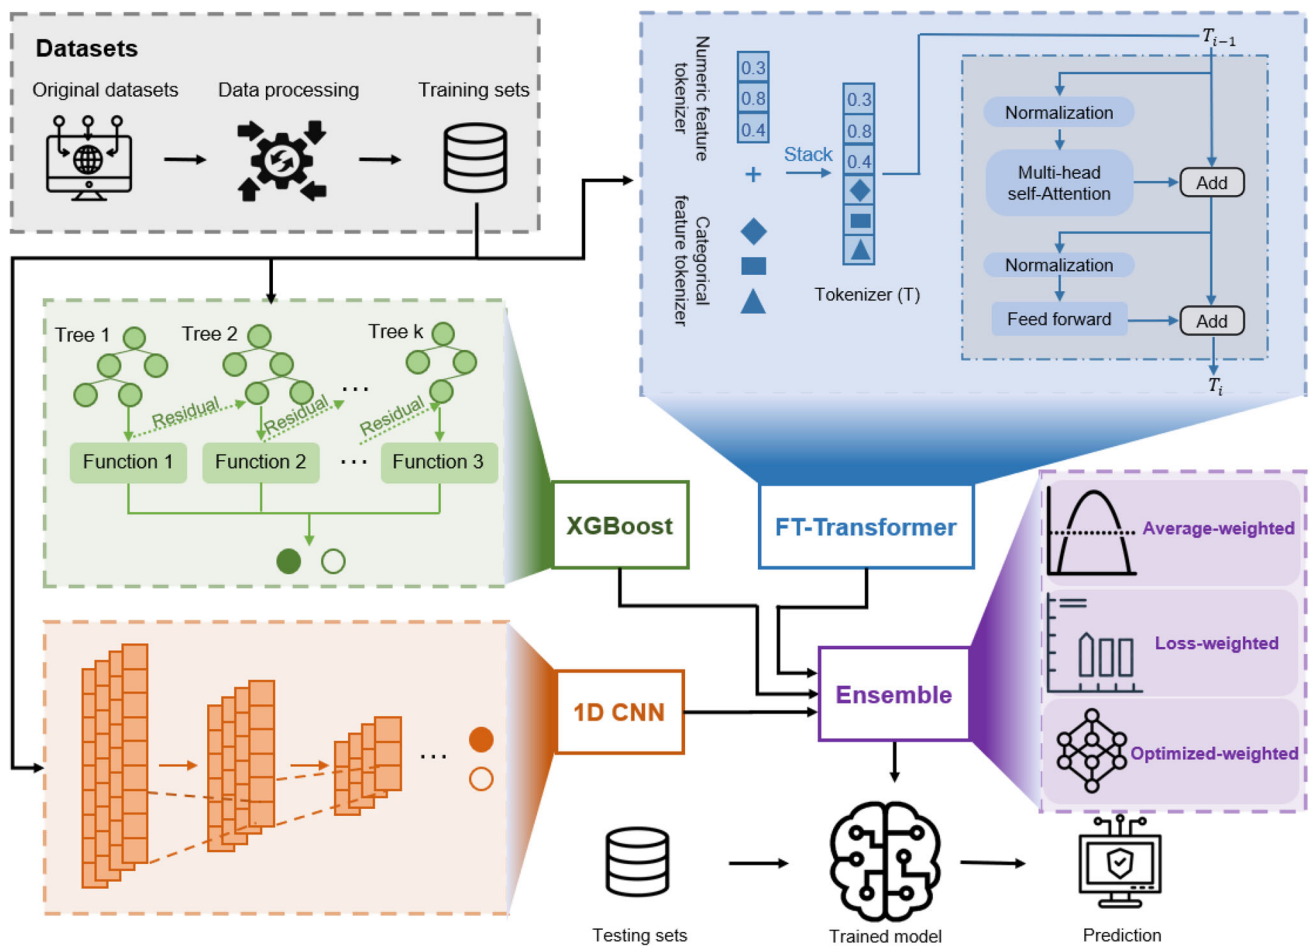 Datasets
Original datasets
Data processing
Training sets
Numeric feature
tokenizer
0.3
0.8
0.4
+
Categorical
feature tokenizer
Stack
0.3
0.8
0.4
Tokenizer (T)
T_{i-1}
Normalization
Multi-head
self-Attention
Add
Normalization
Feed forward
Add
T_i
Tree 1
Tree 2
Tree k
...
Residual
Residual
Residual
Function 1
Function 2
...
Function 3
XGBoost
FT-Transformer
1D CNN
...
Ensemble
Average-weighted
Loss-weighted
Optimized-weighted
Testing sets
Trained model
Prediction